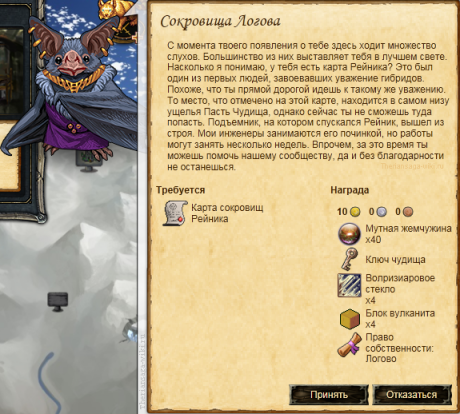 Сокровища Логова
С момента твоего появления о тебе здесь ходит множество
слухов. Большинство из них выставляет тебя в лучшем свете.
Насколько я понимаю, у тебя есть карта Рейника? Это был
один из первых людей, завоевавших уважение гибридов.
Похоже, что ты прямой дорогой идешь к такому же уважению.
То место, что отмечено на этой карте, находится в самом низу
ущелья Пасть Чудища, однако сейчас ты не сможешь туда
попасть. Подъемник, на котором спускался Рейник, вышел из
строя. Мои инженеры занимаются его починкой, но работы
могут занять несколько недель. Впрочем, за это время ты
можешь помочь нашему сообществу, да и без благодарности
не останешься.
Требуется
Карта сокровищ
Рейника
Награда
10 0 0
Мутная жемчужина
x40
Ключ чудища
Волризиаровое
стекло
x4
Блок вулканита
x4
Право
собственности:
Логово
Принять Отказаться